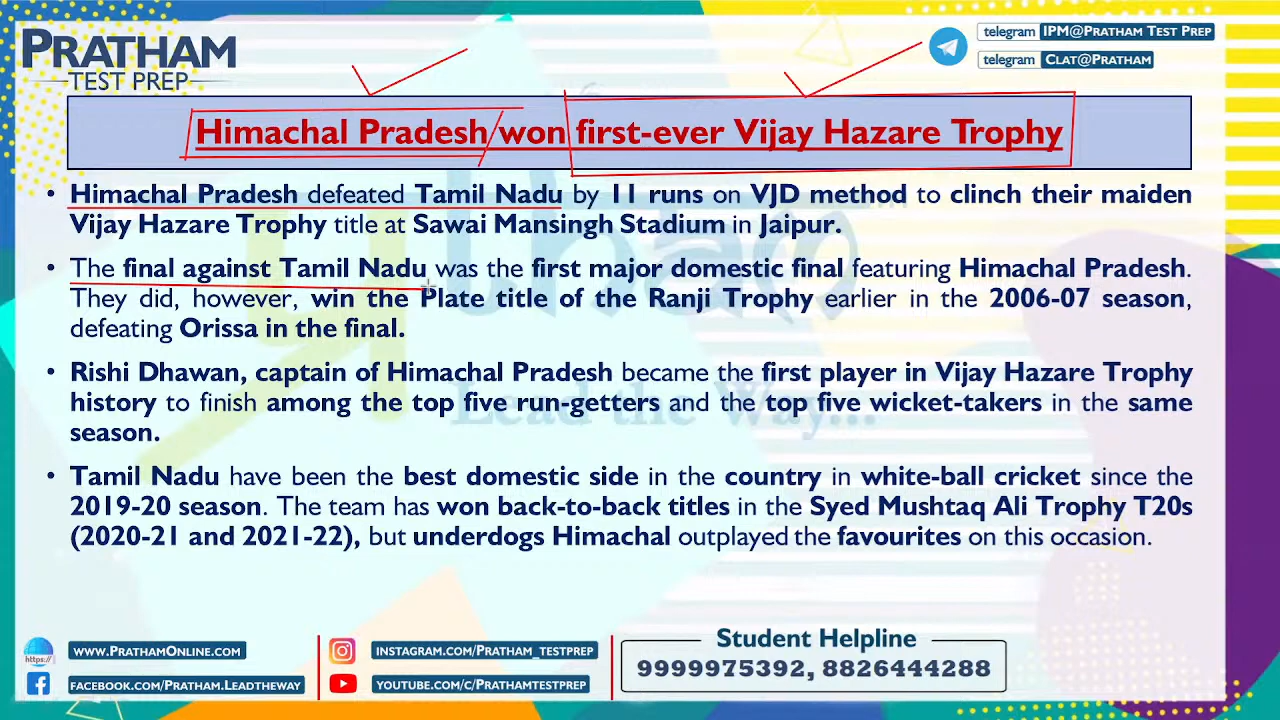 PRATHAM
TEST PREP
telegram IPM@PRATHAM TEST PREP
telegram CLAT@PRATHAM
Himachal Pradesh won first-ever Vijay Hazare Trophy
• Himachal Pradesh defeated Tamil Nadu by 11 runs on VJD method to clinch their maiden
Vijay Hazare Trophy title at Sawai Mansingh Stadium in Jaipur.
• The final against Tamil Nadu was the first major domestic final featuring Himachal Pradesh.
They did, however, win the Plate title of the Ranji Trophy earlier in the 2006-07 season,
defeating Orissa in the final.
• Rishi Dhawan, captain of Himachal Pradesh became the first player in Vijay Hazare Trophy
history to finish among the top five run-getters and the top five wicket-takers in the same
season.
Lead the Way...
• Tamil Nadu have been the best domestic side in the country in white-ball cricket since the
2019-20 season. The team has won back-to-back titles in the Syed Mushtaq Ali Trophy T20s
(2020-21 and 2021-22), but underdogs Himachal outplayed the favourites on this occasion.
https://
WWW.PRATHAMONLINE.COM
FACEBOOK.COM/PRATHAM.LEADTHEWAY
INSTAGRAM.COM/PRATHAM_TESTPREP
YOUTUBE.COM/C/PRATHAMTESTPREP
Student Helpline
9999975392, 8826444288